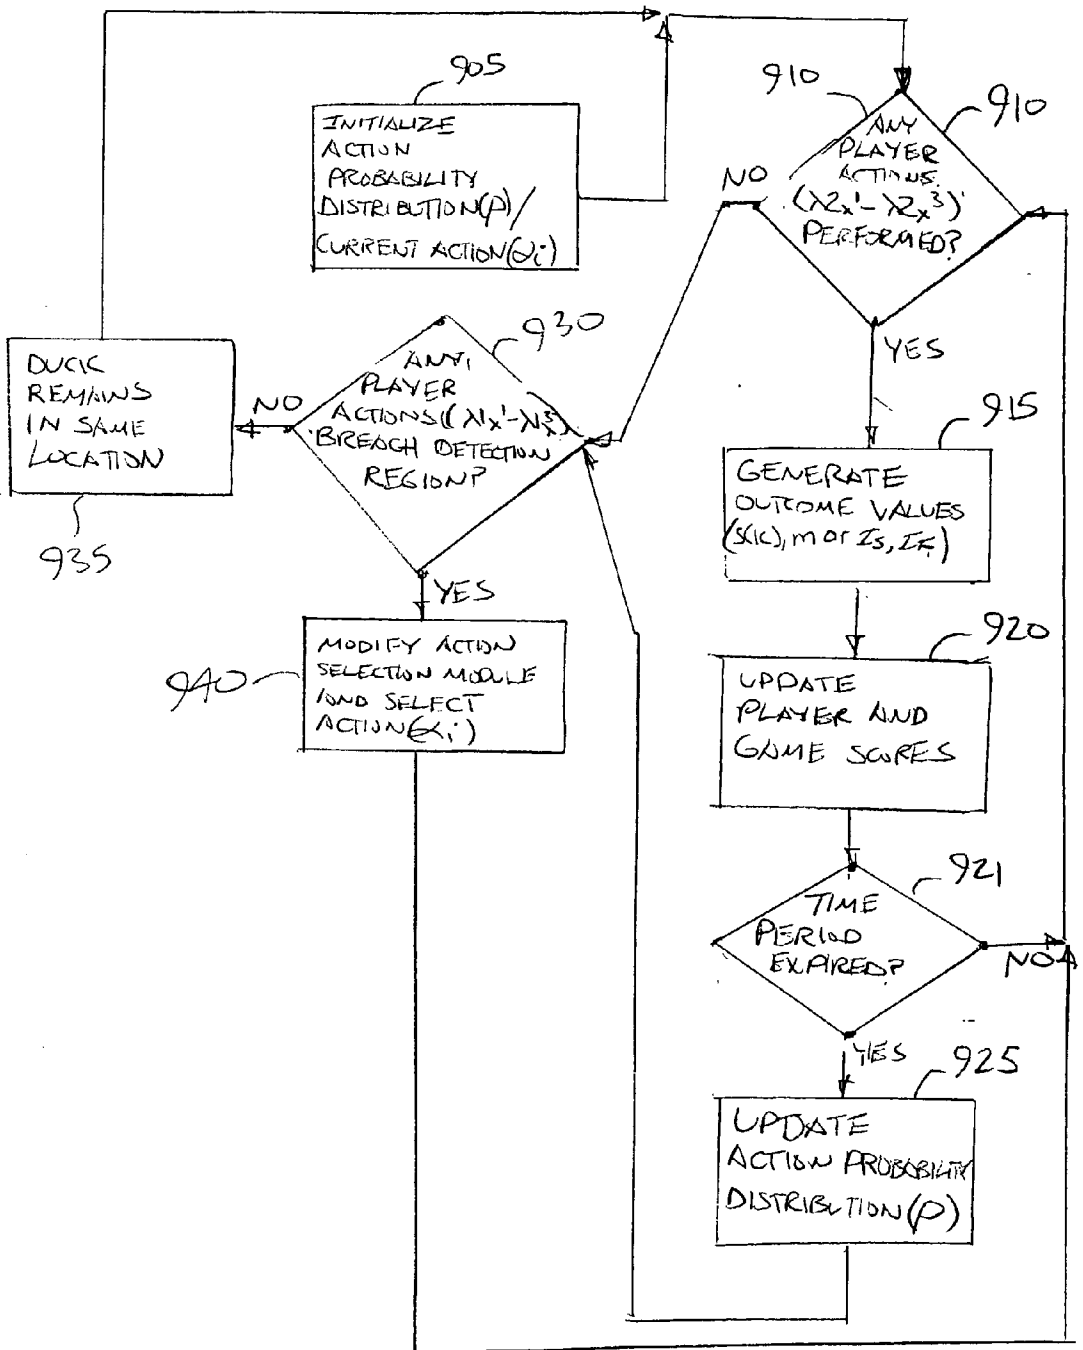 905
INITIALIZE
ACTION
PROBABILITY
DISTRIBUTION(p)/
CURRENT ACTION(αi)
910
910
ANY
PLAYER
ACTIONS
(λ2x¹-λ2x³)
PERFORMED?
NO
YES
930
ANY
PLAYER
ACTIONS (λ1x¹-λ1x³)
BREACH DETECTION
REGION?
NO
YES
DUCK
REMAINS
IN SAME
LOCATION
935
915
GENERATE
OUTCOME VALUES
(s(k), m or Is, IF)
940
MODIFY ACTION
SELECTION MODULE
AND SELECT
ACTION(αi)
920
UPDATE
PLAYER AND
GAME SCORES
921
TIME
PERIOD
EXPIRED?
NO
YES
925
UPDATE
ACTION PROBABILITY
DISTRIBUTION(p)